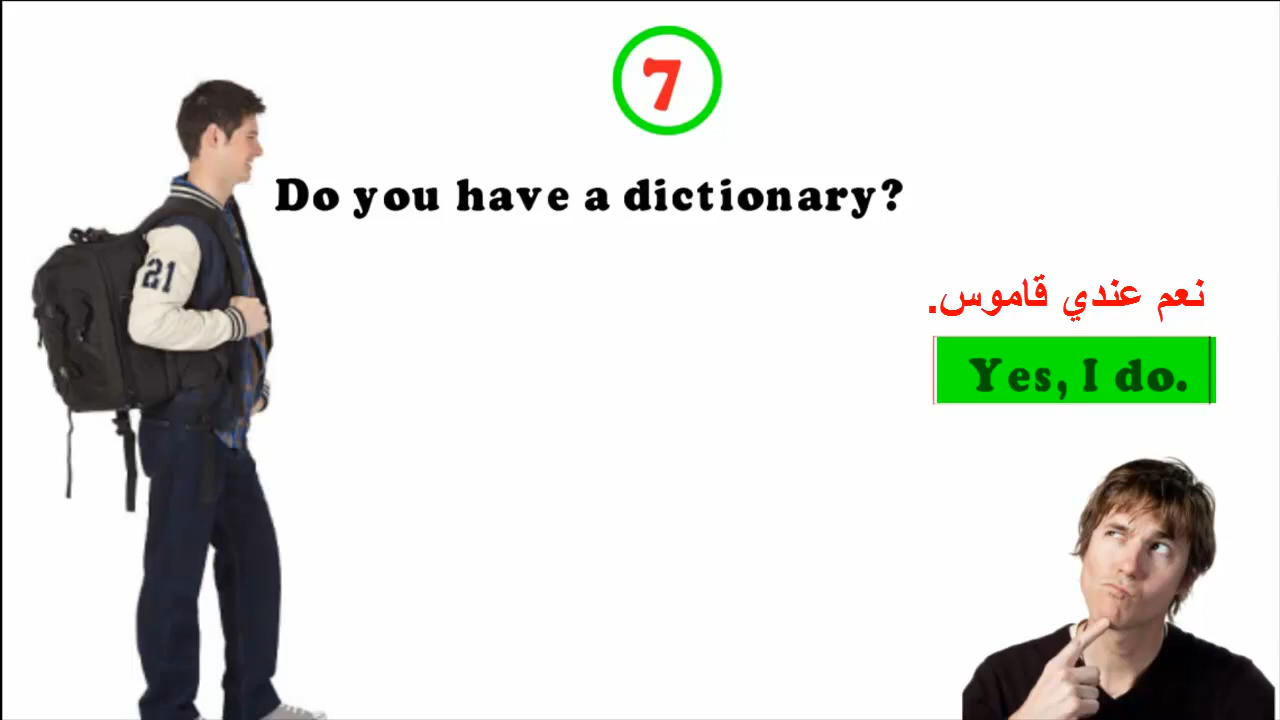 7
Do you have a dictionary?
نعم عندي قاموس.
Yes, I do.
21